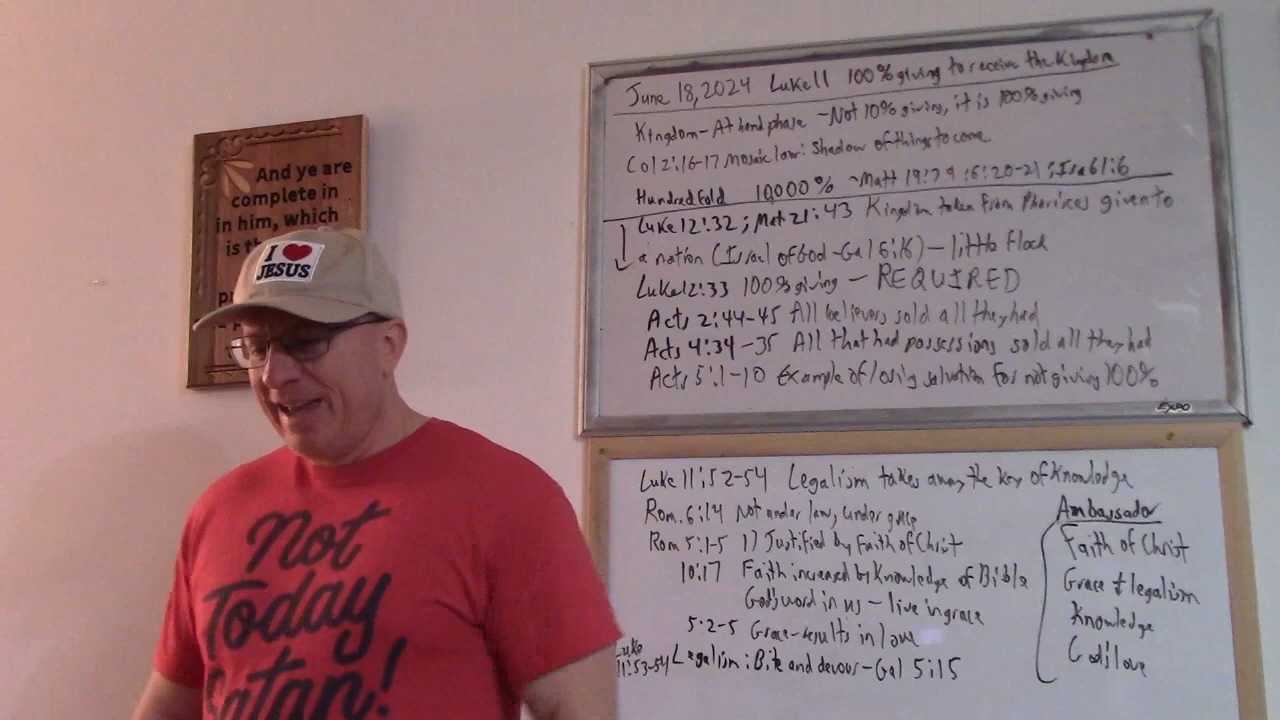 And ye are
complete in
in him, which
is th
I ❤ JESUS
Not
Today
Satan!
June 18, 2024 Luke 11 100% giving to receive the Kingdom
Kingdom - At hand phase ~ Not 10% giving, it is 100% giving
Col 2:16-17 Mosaic law: Shadow of things to come
Hundredfold 10,000% ~ Matt 19:29; 6:20-21; Isa 61:6
Luke 12:32; Mat 21:43 Kingdom taken from Pharisees given to
a nation (Israel of God - Gal 6:16) - little flock
Luke 12:33 100% giving - REQUIRED
Acts 2:44-45 All believers sold all they had
Acts 4:34-35 All that had possessions sold all they had
Acts 5:1-10 Example of losing salvation for not giving 100%
EXPO
Luke 11:52-54 Legalism takes away the key of Knowledge
Rom. 6:14 Not under law, under grace
Rom 5:1-5 1) Justified by Faith of Christ
10:17 Faith increased by Knowledge of Bible
God's word in us - live in grace
5:2-5 Grace - results in love
Luke 11:53-54 Legalism: Bite and devour - Gal 5:15
Ambassador
Faith of Christ
Grace ≠ legalism
Knowledge
God's love